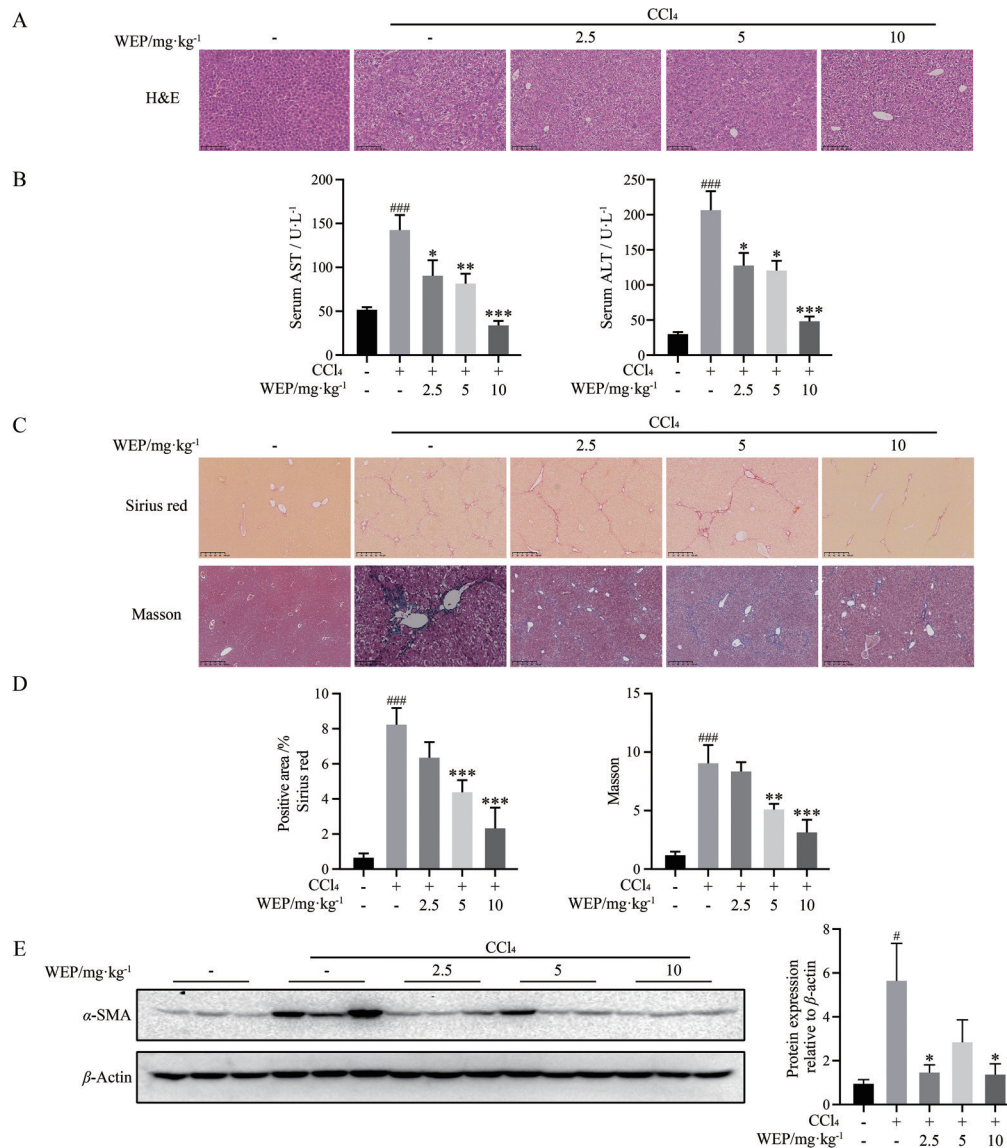 A
CCl₄
WEP/mg·kg⁻¹ - - 2.5 5 10
H&E
B
Serum AST / U·L⁻¹
200
150
100
50
0
###
*
**
***
CCl₄ - + + + +
WEP/mg·kg⁻¹ - - 2.5 5 10
Serum ALT / U·L⁻¹
250
200
150
100
50
0
###
*
*
***
CCl₄ - + + + +
WEP/mg·kg⁻¹ - - 2.5 5 10
C
CCl₄
WEP/mg·kg⁻¹ - - 2.5 5 10
Sirius red
Masson
D
Positive area /%
Sirius red
10
8
6
4
2
0
###
***
***
CCl₄ - + + + +
WEP/mg·kg⁻¹ - - 2.5 5 10
Masson
15
10
5
0
###
**
***
CCl₄ - + + + +
WEP/mg·kg⁻¹ - - 2.5 5 10
E
CCl₄
WEP/mg·kg⁻¹ - - 2.5 5 10
α-SMA
β-Actin
Protein expression
relative to β-actin
8
6
4
2
0
#
*
*
CCl₄ - + + + +
WEP/mg·kg⁻¹ - - 2.5 5 10